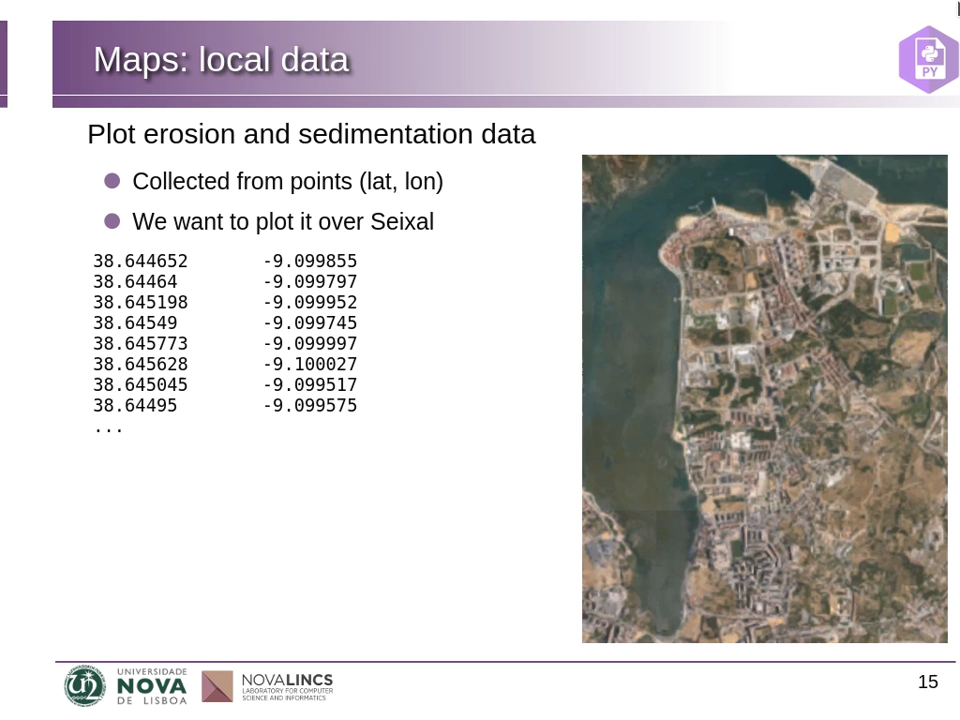 Maps: local data
PY
Plot erosion and sedimentation data
Collected from points (lat, lon)
We want to plot it over Seixal
38.644652 -9.099855
38.64464 -9.099797
38.645198 -9.099952
38.64549 -9.099745
38.645773 -9.099997
38.645628 -9.100027
38.645045 -9.099517
38.64495 -9.099575
...
UNIVERSIDADE
NOVA
DE LISBOA
NOVALINCS
LABORATORY FOR COMPUTER
SCIENCE AND INFORMATICS
15